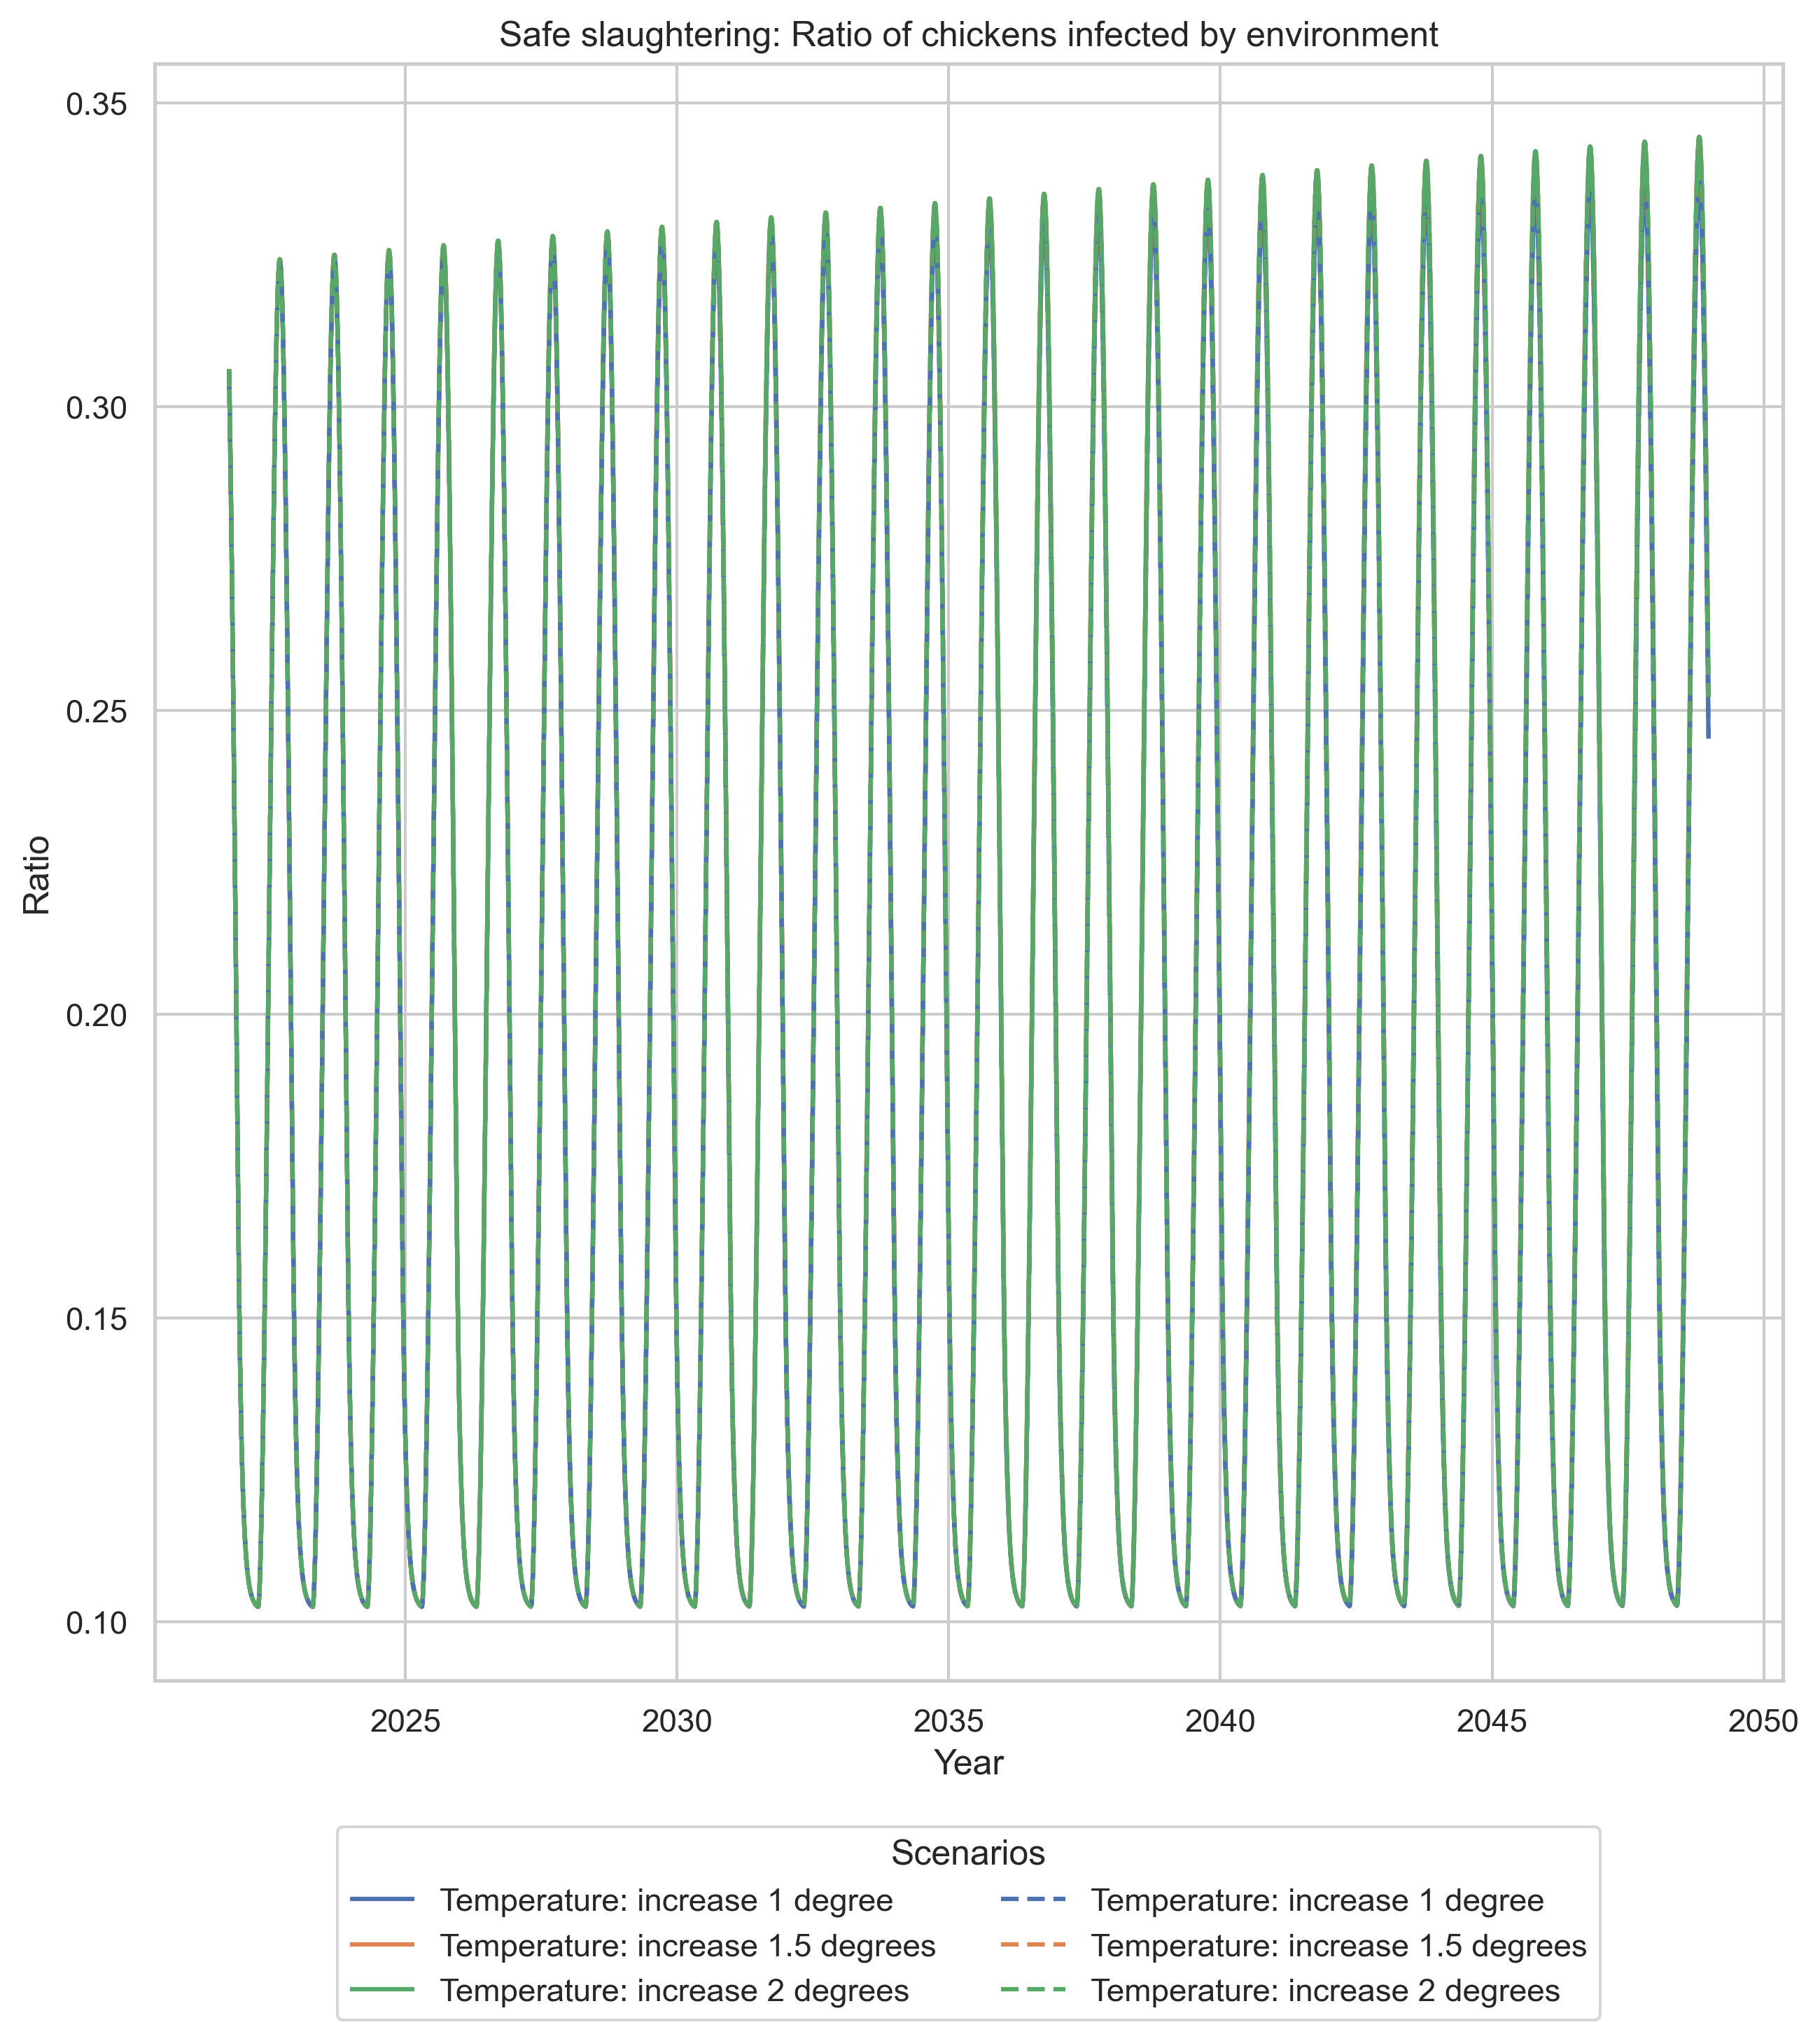 Safe slaughtering: Ratio of chickens infected by environment
0.35
0.30
0.25
0.20
0.15
0.10
Ratio
2025 2030 2035 2040 2045 2050
Year
Scenarios
Temperature: increase 1 degree Temperature: increase 1 degree
Temperature: increase 1.5 degrees Temperature: increase 1.5 degrees
Temperature: increase 2 degrees Temperature: increase 2 degrees